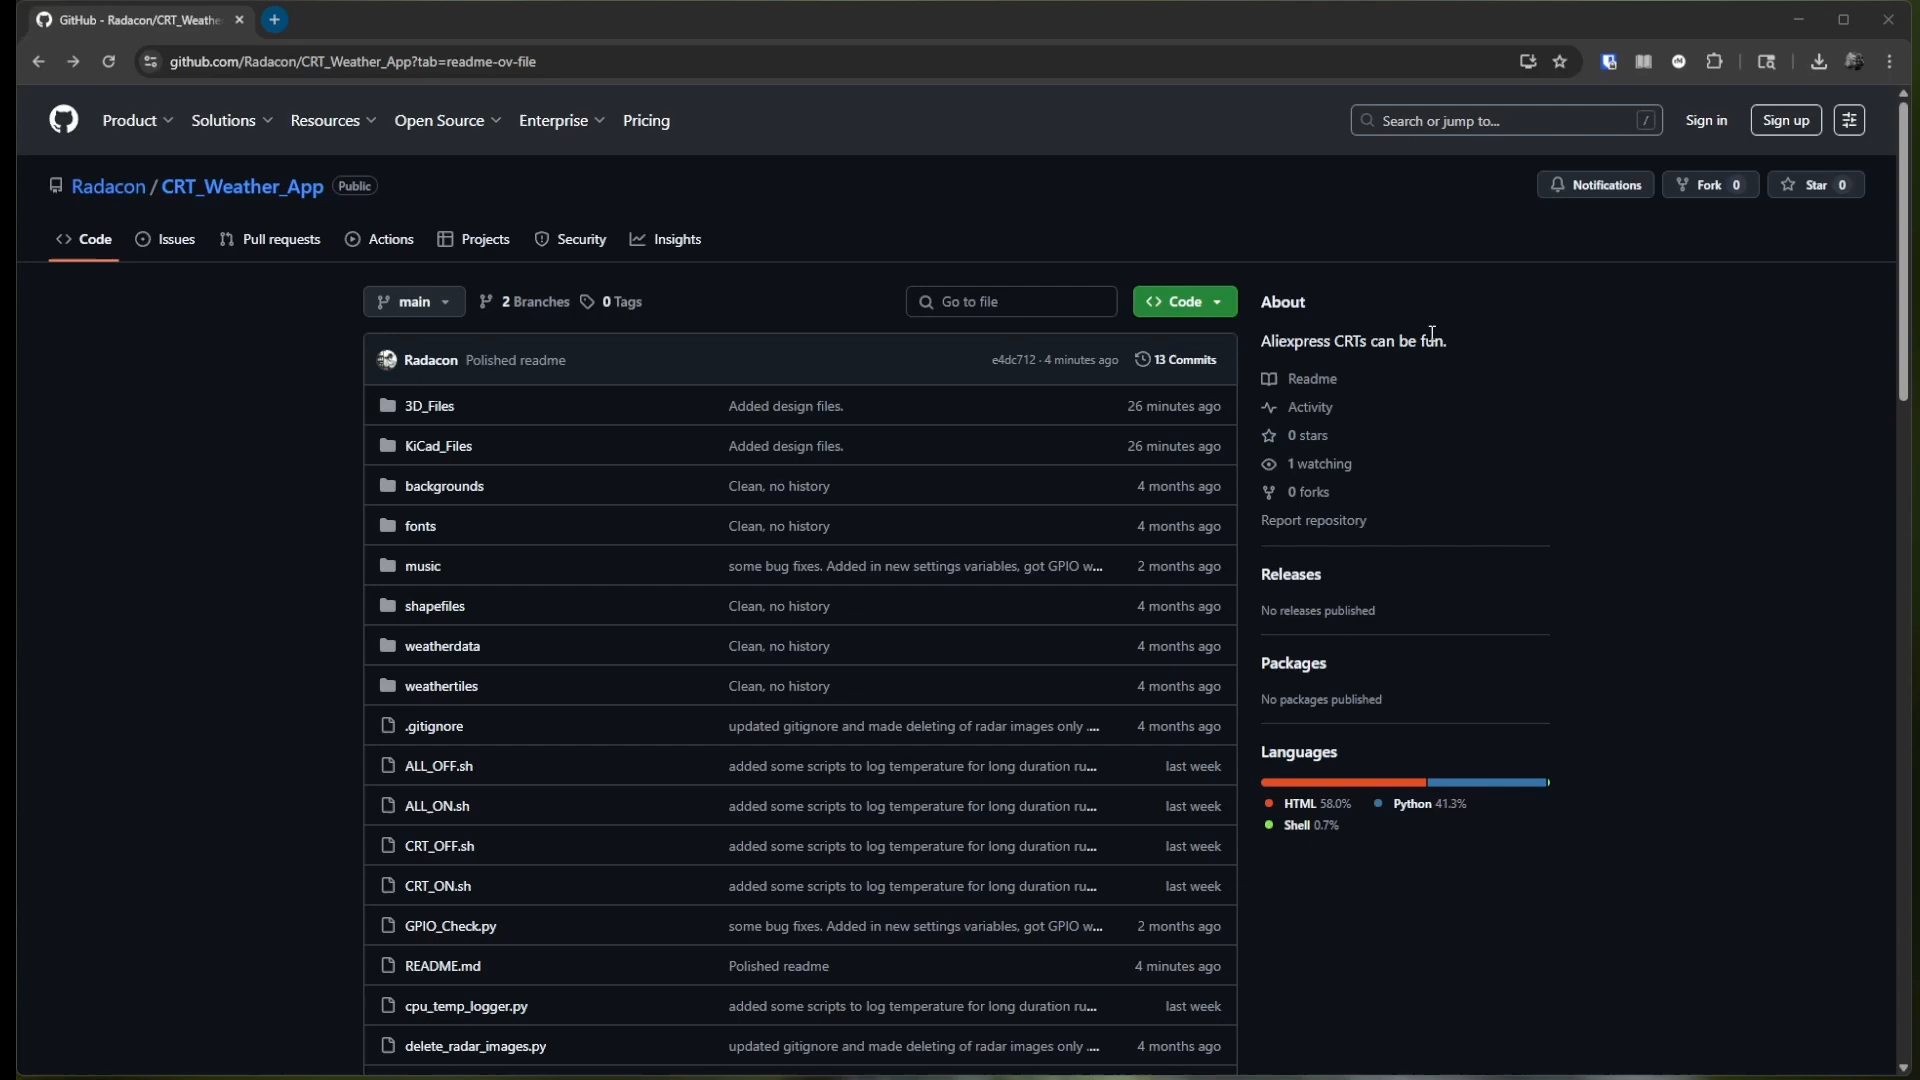 GitHub - Radacon/CRT_Weathe
github.com/Radacon/CRT_Weather_App?tab=readme-ov-file
Product Solutions Resources Open Source Enterprise Pricing Search or jump to... / Sign in Sign up
Radacon / CRT_Weather_App Public Notifications Fork 0 Star 0
Code Issues Pull requests Actions Projects Security Insights
main 2 Branches 0 Tags Go to file Code
Radacon Polished readme e4dc712 · 4 minutes ago 13 Commits
3D_Files Added design files. 26 minutes ago
KiCad_Files Added design files. 26 minutes ago
backgrounds Clean, no history 4 months ago
fonts Clean, no history 4 months ago
music some bug fixes. Added in new settings variables, got GPIO w... 2 months ago
shapefiles Clean, no history 4 months ago
weatherdata Clean, no history 4 months ago
weathertiles Clean, no history 4 months ago
.gitignore updated gitignore and made deleting of radar images only .... 4 months ago
ALL_OFF.sh added some scripts to log temperature for long duration ru... last week
ALL_ON.sh added some scripts to log temperature for long duration ru... last week
CRT_OFF.sh added some scripts to log temperature for long duration ru... last week
CRT_ON.sh added some scripts to log temperature for long duration ru... last week
GPIO_Check.py some bug fixes. Added in new settings variables, got GPIO w... 2 months ago
README.md Polished readme 4 minutes ago
cpu_temp_logger.py added some scripts to log temperature for long duration ru... last week
delete_radar_images.py updated gitignore and made deleting of radar images only .... 4 months ago
About
Aliexpress CRTs can be fun.
Readme
Activity
0 stars
1 watching
0 forks
Report repository
Releases
No releases published
Packages
No packages published
Languages
HTML 58.0% Python 41.3%
Shell 0.7%